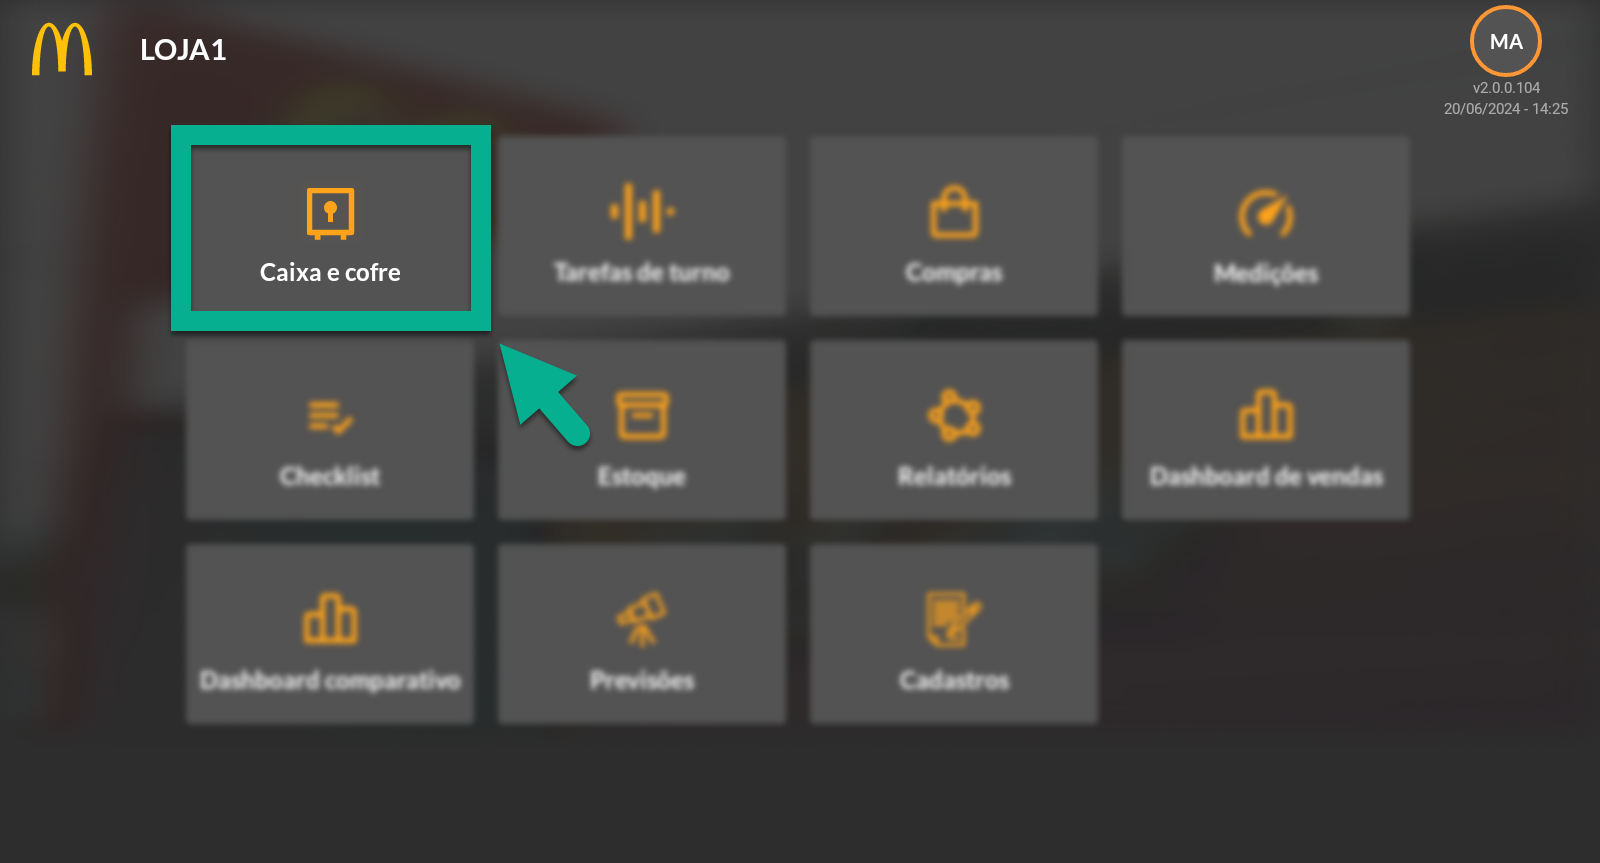 LOJA1
MA
v2.0.0.104
20/06/2024 - 14:25
Caixa e cofre
Tarefas de turno
Compras
Medições
Checklist
Estoque
Relatórios
Dashboard de vendas
Dashboard comparativo
Previsões
Cadastros